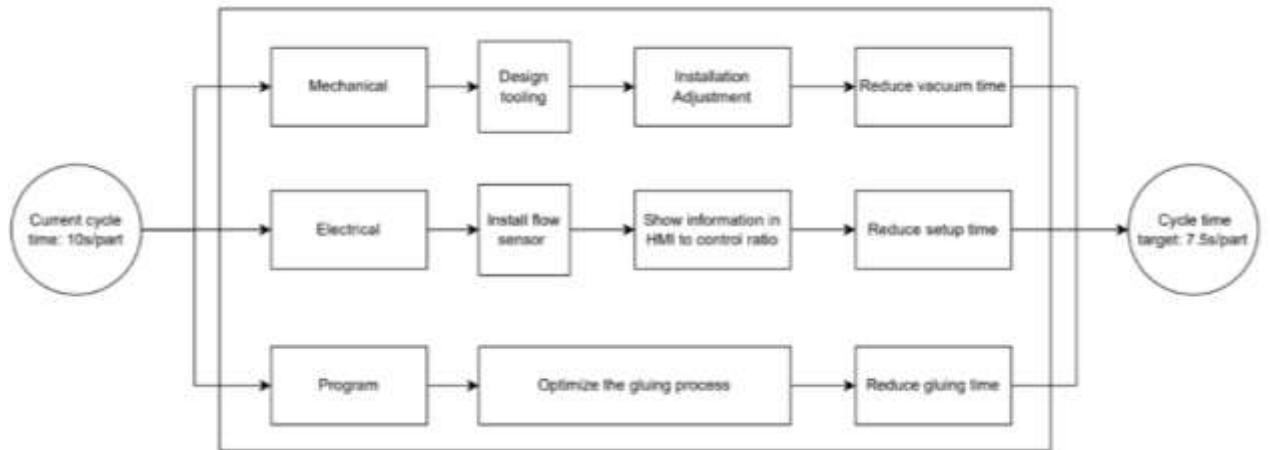 Mechanical
Design
tooling
Installation
Adjustment
Reduce vacuum time
Current cycle
time: 10s/part
Electrical
Install flow
sensor
Show information in
HMI to control ratio
Reduce setup time
Cycle time
target: 7.5s/part
Program
Optimize the gluing process
Reduce gluing time